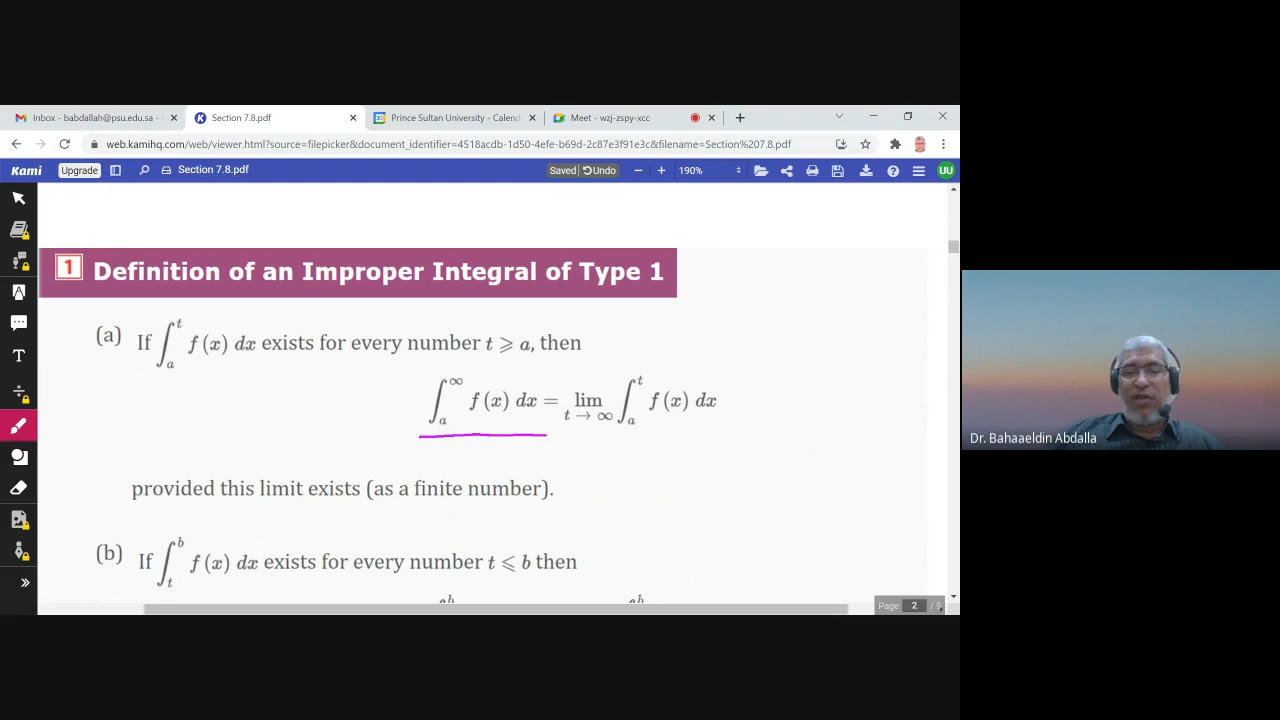 Inbox - babdallah@psu.edu.sa -
Section 7.8.pdf
Prince Sultan University - Calend
Meet - wzj-zspy-xcc
web.kamihq.com/web/viewer.html?source=filepicker&document_identifier=4518acdb-1d50-4efe-b69d-2c87e3f91e3c&filename=Section%207.8.pdf
Kami Upgrade Section 7.8.pdf Saved Undo 190% UU
1 Definition of an Improper Integral of Type 1
(a) If ∫_a^t f(x) dx exists for every number t ⩾ a, then
∫_a^∞ f(x) dx = lim_{t → ∞} ∫_a^t f(x) dx
provided this limit exists (as a finite number).
(b) If ∫_t^b f(x) dx exists for every number t ⩽ b then
Page 2 / 9
Dr. Bahaaeldin Abdalla